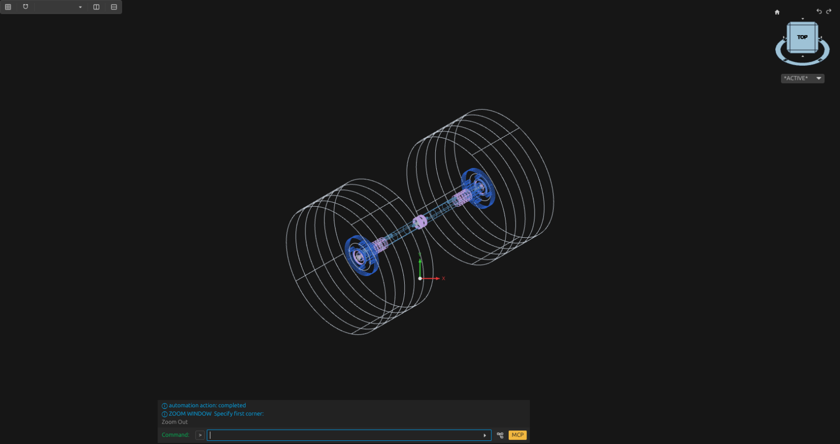 TOP
*ACTIVE*
automation action: completed
ZOOM WINDOW: Specify first corner:
Zoom Out
Command:
MCP